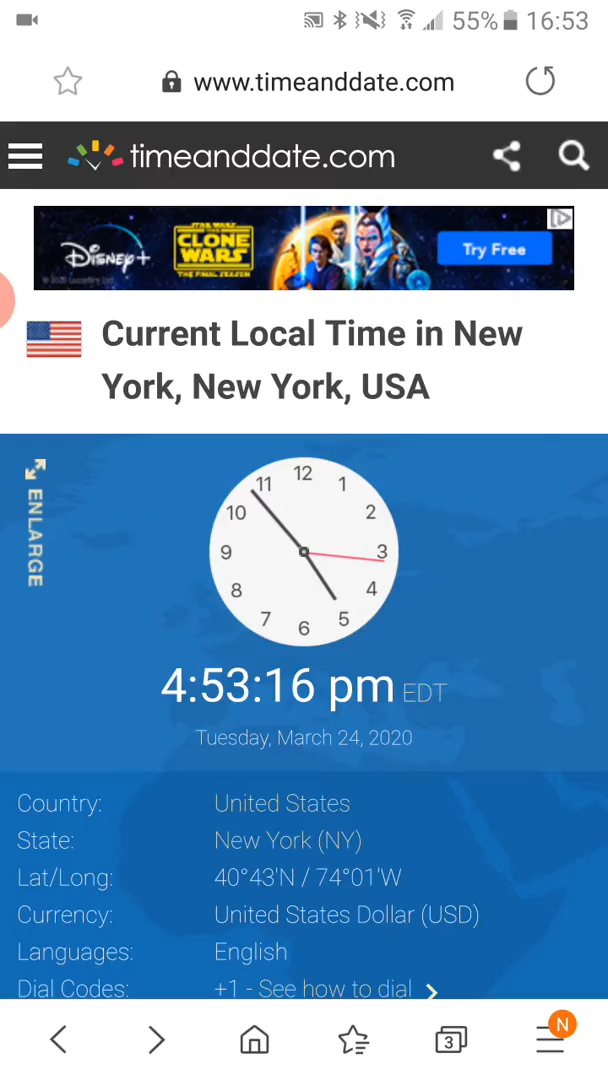 55% 16:53
www.timeanddate.com
timeanddate.com
Disney+
STAR WARS
CLONE
WARS
THE FINAL SEASON
Try Free
Current Local Time in New
York, New York, USA
ENLARGE
12
11 1
10 2
9 3
8 4
7 5
6
4:53:16 pm EDT
Tuesday, March 24, 2020
Country: United States
State: New York (NY)
Lat/Long: 40°43'N / 74°01'W
Currency: United States Dollar (USD)
Languages: English
Dial Codes: +1 - See how to dial
3
N